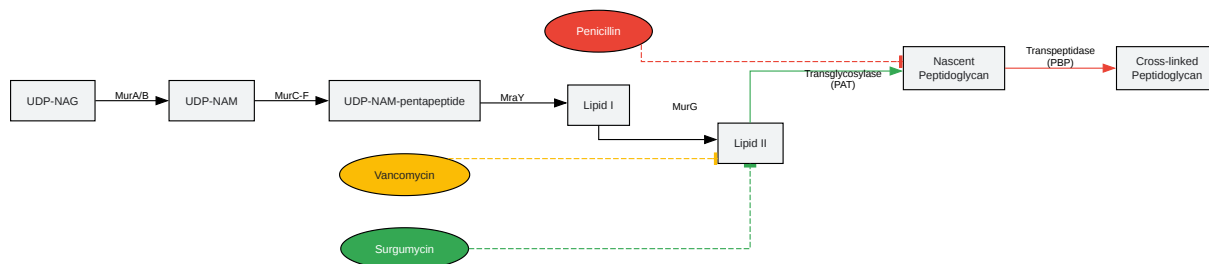 Penicillin
Transpeptidase
(PBP)
Nascent
Peptidoglycan
Cross-linked
Peptidoglycan
Transglycosylase
(PAT)
UDP-NAG
MurA/B
UDP-NAM
MurC-F
UDP-NAM-pentapeptide
MraY
Lipid I
MurG
Lipid II
Vancomycin
Surgumycin